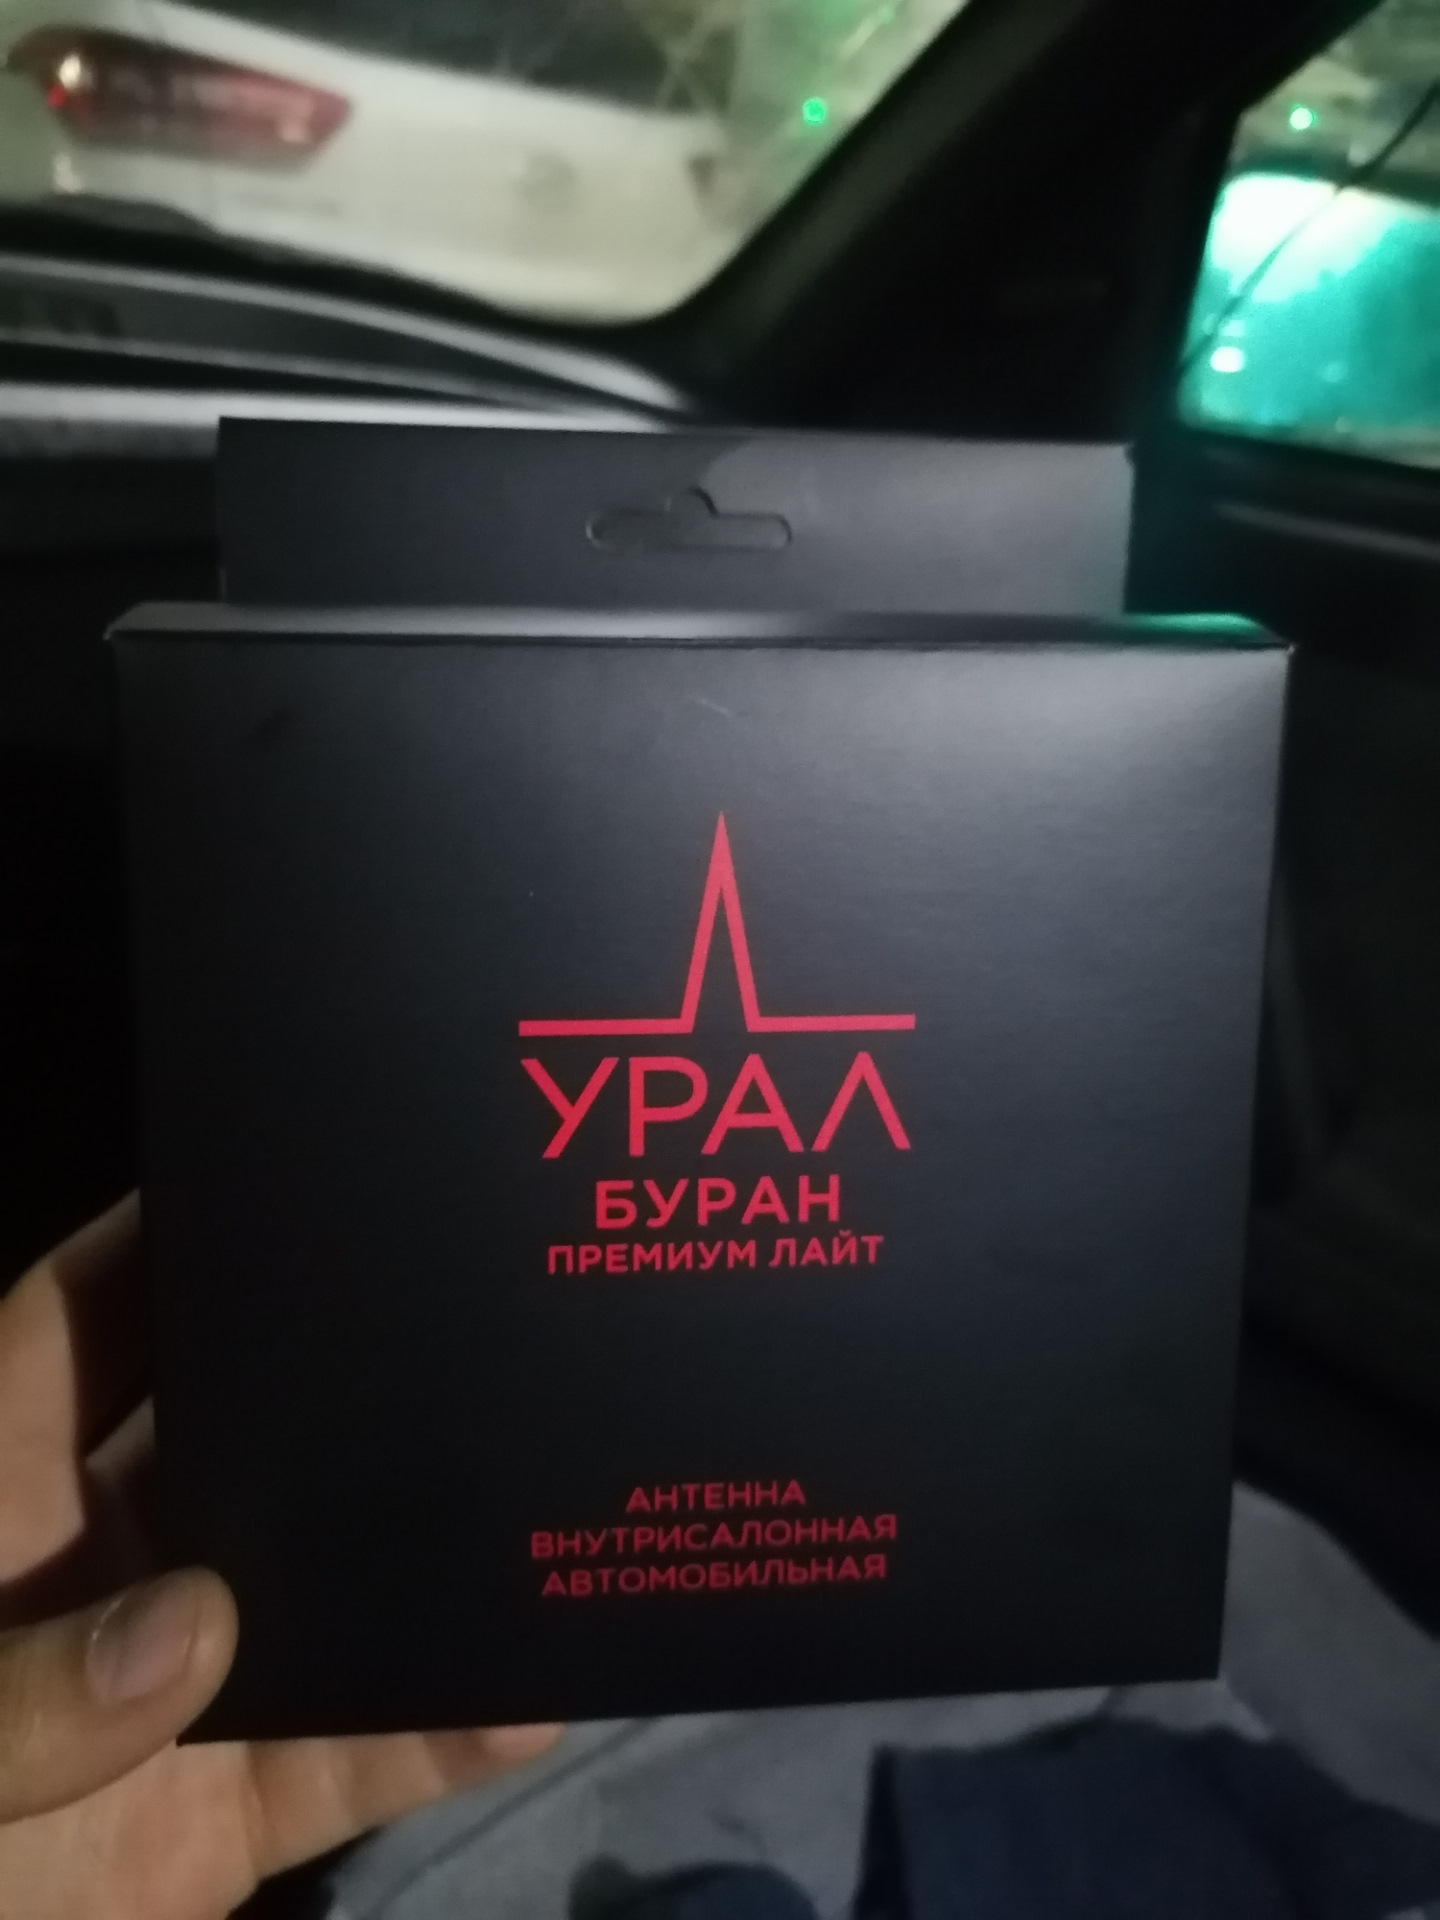 УРАЛ
БУРАН
ПРЕМИУМ ЛАЙТ
АНТЕННА
ВНУТРИСАЛОННАЯ
АВТОМОБИЛЬНАЯ